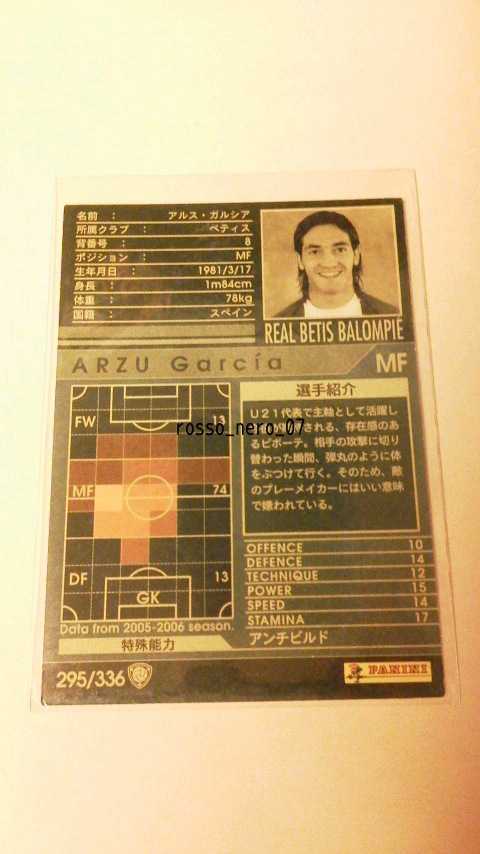 名前 : アルス・ガルシア
所属クラブ : ベティス
背番号 : 8
ポジション : MF
生年月日 : 1981/3/17
身長 : 1m84cm
体重 : 78kg
国籍 : スペイン
REAL BETIS BALOMPIE
ARZU García MF
FW 13
MF 74
DF 13
GK
Data from 2005-2006 season.
選手紹介
U21代表で主軸として活躍し
される、存在感のあ
るピボーテ。相手の攻撃に切り
替わった瞬間、弾丸のように体
をぶつけて行く。そのため、敵
のプレーメイカーにはいい意味
で嫌われている。
rosso_nero_07
OFFENCE 10
DEFENCE 14
TECHNIQUE 12
POWER 15
SPEED 14
STAMINA 17
特殊能力 アンチビルド
295/336
PANINI